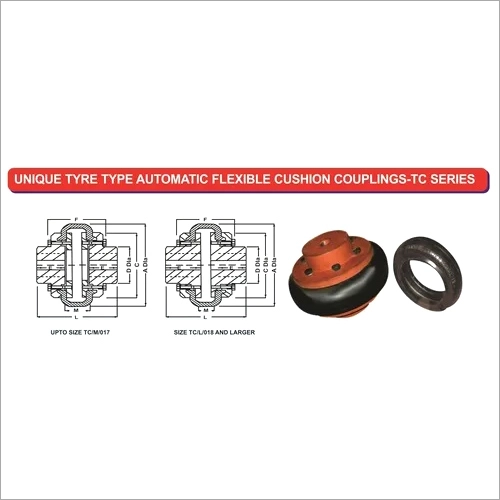 UNIQUE TYRE TYPE AUTOMATIC FLEXIBLE CUSHION COUPLINGS-TC SERIES
F
F
D Dia
C Dia
A Dia
D Dia
C Dia
A Dia
M
M
L
L
UPTO SIZE TC/M/017
SIZE TC/L/018 AND LARGER